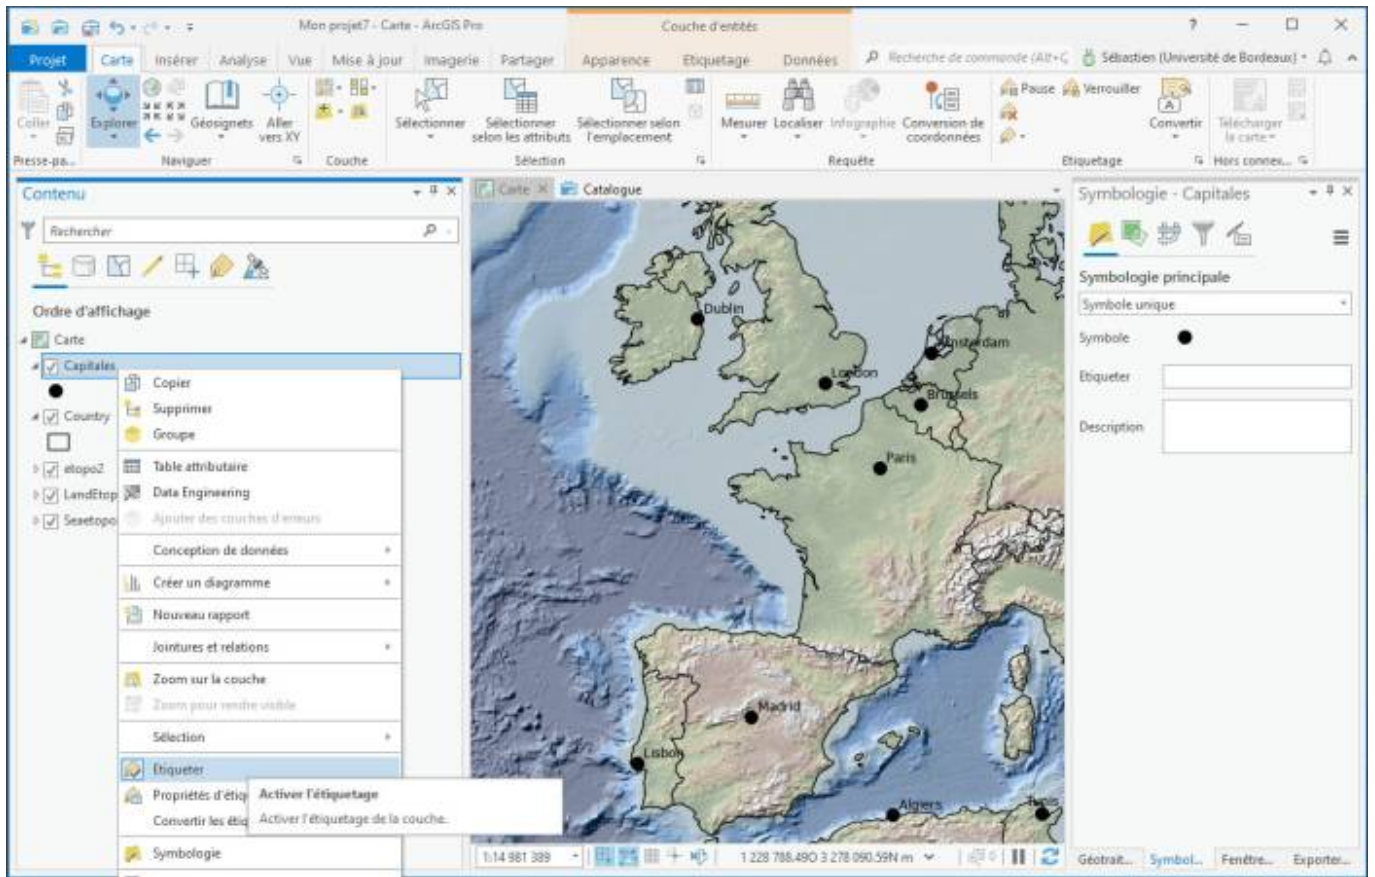 Mon projet7 - Carte - ArcGIS Pro
Couche d'entités
?
Projet Carte Insérer Analyse Vue Mise à jour Imagerie Partager Apparence Etiquetage Données
Recherche de commande (Alt+Q
Sébastien (Université de Bordeaux)
Coller
Explorer
Géosignets
Aller vers XY
Sélectionner
Sélectionner selon les attributs
Sélectionner selon l'emplacement
Mesurer
Localiser
Infographie
Conversion de coordonnées
Pause
Verrouiller
Convertir
Télécharger la carte
Presse-pa...
Naviguer
Couche
Sélection
Requête
Etiquetage
Hors connex...
Contenu
Rechercher
Ordre d'affichage
Carte
Capitales
Country
etopo2
LandEtop
Seaetopo
Copier
Supprimer
Groupe
Table attributaire
Data Engineering
Ajouter des couches d'erreurs
Conception de données
Créer un diagramme
Nouveau rapport
Jointures et relations
Zoom sur la couche
Zoom pour rendre visible
Sélection
Etiqueter
Propriétés d'étiq
Convertir les étiq
Symbologie
Activer l'étiquetage
Activer l'étiquetage de la couche.
Carte
Catalogue
Dublin
Amsterdam
London
Brussels
Paris
Madrid
Lisbon
Algiers
Tunis
1:14 981 389
1 228 788.49O 3 278 090.59N m
Symbologie - Capitales
Symbologie principale
Symbole unique
Symbole
Etiqueter
Description
Géotrait... Symbol... Fenêtre... Exporter...